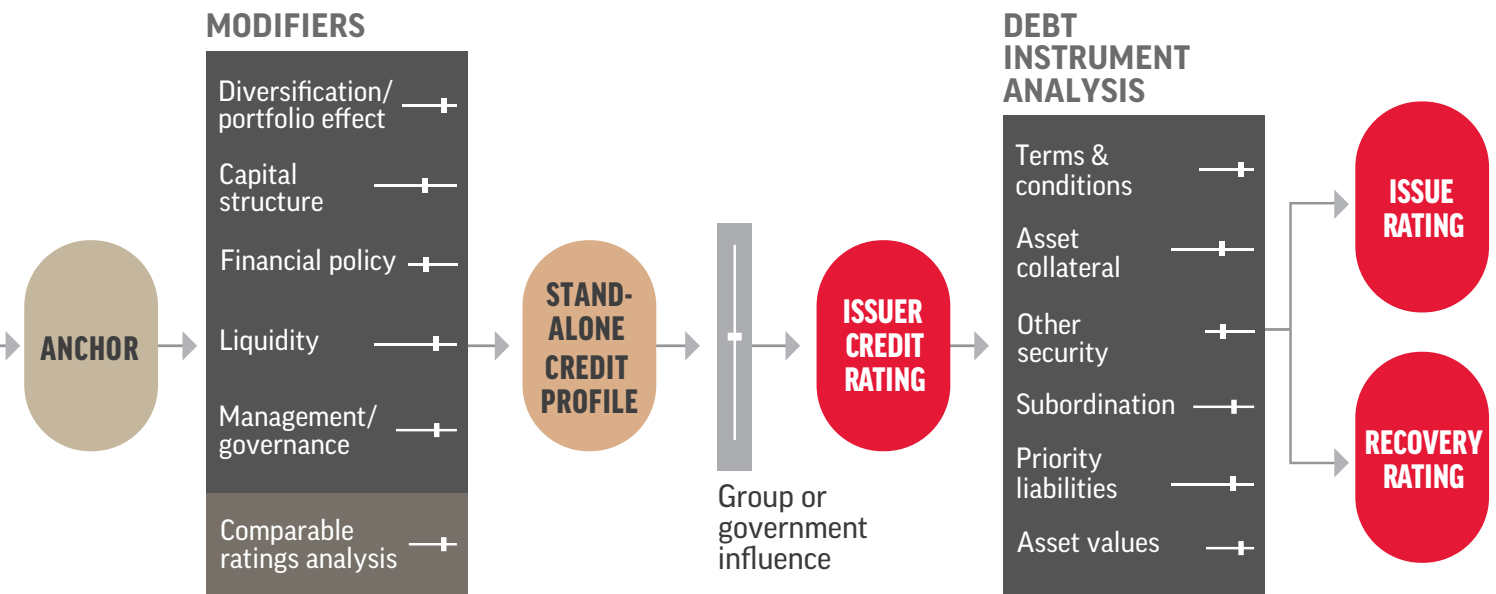 MODIFIERS
Diversification/
portfolio effect
Capital
structure
Financial policy
Liquidity
Management/
governance
Comparable
ratings analysis
ANCHOR
STAND-
ALONE
CREDIT
PROFILE
Group or
government
influence
ISSUER
CREDIT
RATING
DEBT
INSTRUMENT
ANALYSIS
Terms &
conditions
Asset
collateral
Other
security
Subordination
Priority
liabilities
Asset values
ISSUE
RATING
RECOVERY
RATING